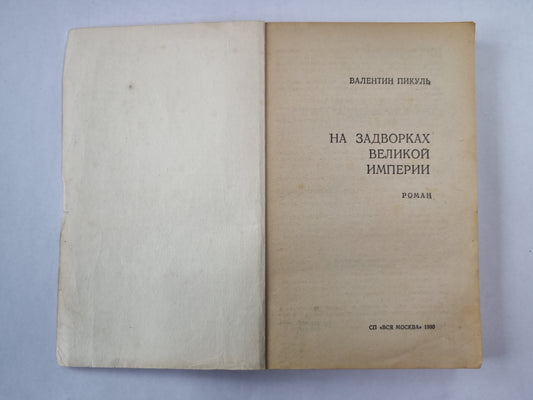 ВАЛЕНТИН ПИКУЛЬ
НА ЗАДВОРКАХ
ВЕЛИКОЙ
ИМПЕРИИ
РОМАН
СП «ВСЯ МОСКВА» 1990